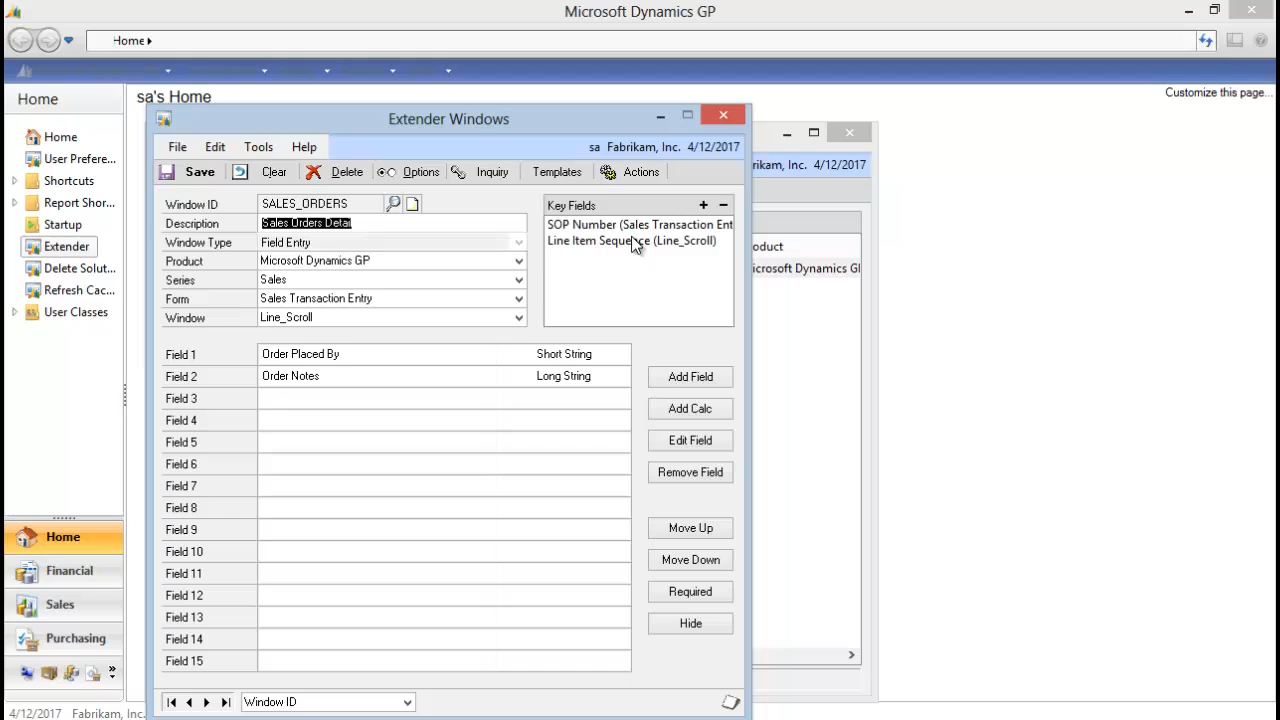 Microsoft Dynamics GP
Home
Home
sa's Home
Customize this page...
Home
User Prefere...
Shortcuts
Report Shor...
Startup
Extender
Delete Solut...
Refresh Cac...
User Classes
Home
Financial
Sales
Purchasing
4/12/2017 Fabrikam, Inc.
Extender Windows
File Edit Tools Help
sa Fabrikam, Inc. 4/12/2017
Save Clear Delete Options Inquiry Templates Actions
Window ID SALES_ORDERS
Description Sales Orders Detail
Window Type Field Entry
Product Microsoft Dynamics GP
Series Sales
Form Sales Transaction Entry
Window Line_Scroll
Key Fields
SOP Number (Sales Transaction Ent
Line Item Sequence (Line_Scroll)
Field 1 Order Placed By Short String
Field 2 Order Notes Long String
Field 3
Field 4
Field 5
Field 6
Field 7
Field 8
Field 9
Field 10
Field 11
Field 12
Field 13
Field 14
Field 15
Add Field
Add Calc
Edit Field
Remove Field
Move Up
Move Down
Required
Hide
Window ID
rikam, Inc. 4/12/2017
oduct
icrosoft Dynamics GP